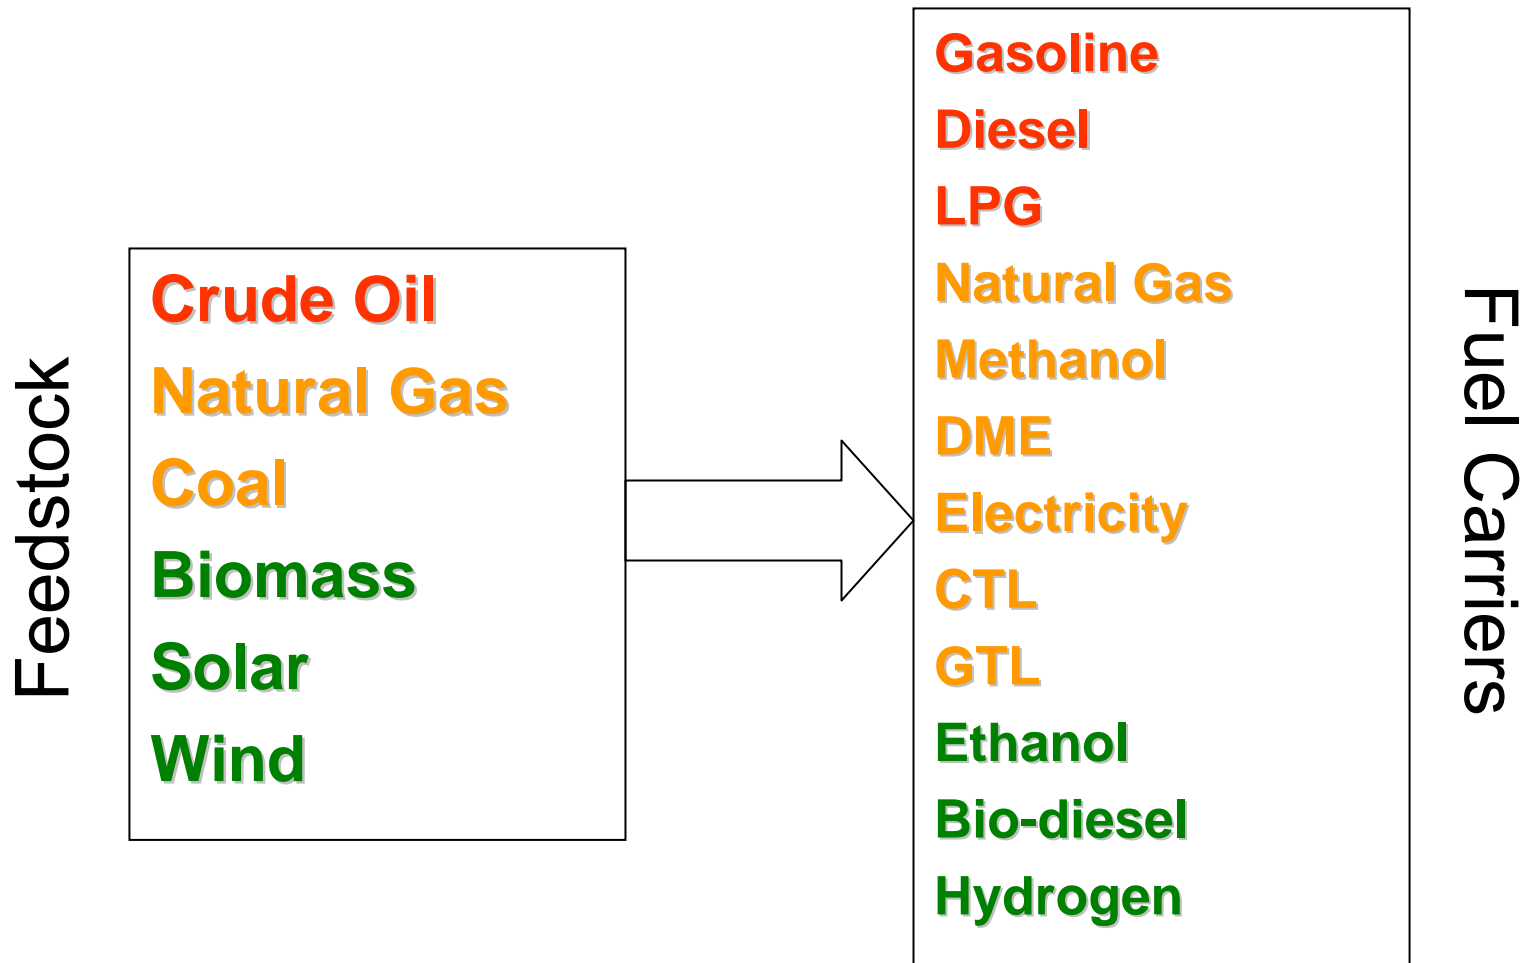 Feedstock
Crude Oil
Natural Gas
Coal
Biomass
Solar
Wind
Gasoline
Diesel
LPG
Natural Gas
Methanol
DME
Electricity
CTL
GTL
Ethanol
Bio-diesel
Hydrogen
Fuel Carriers